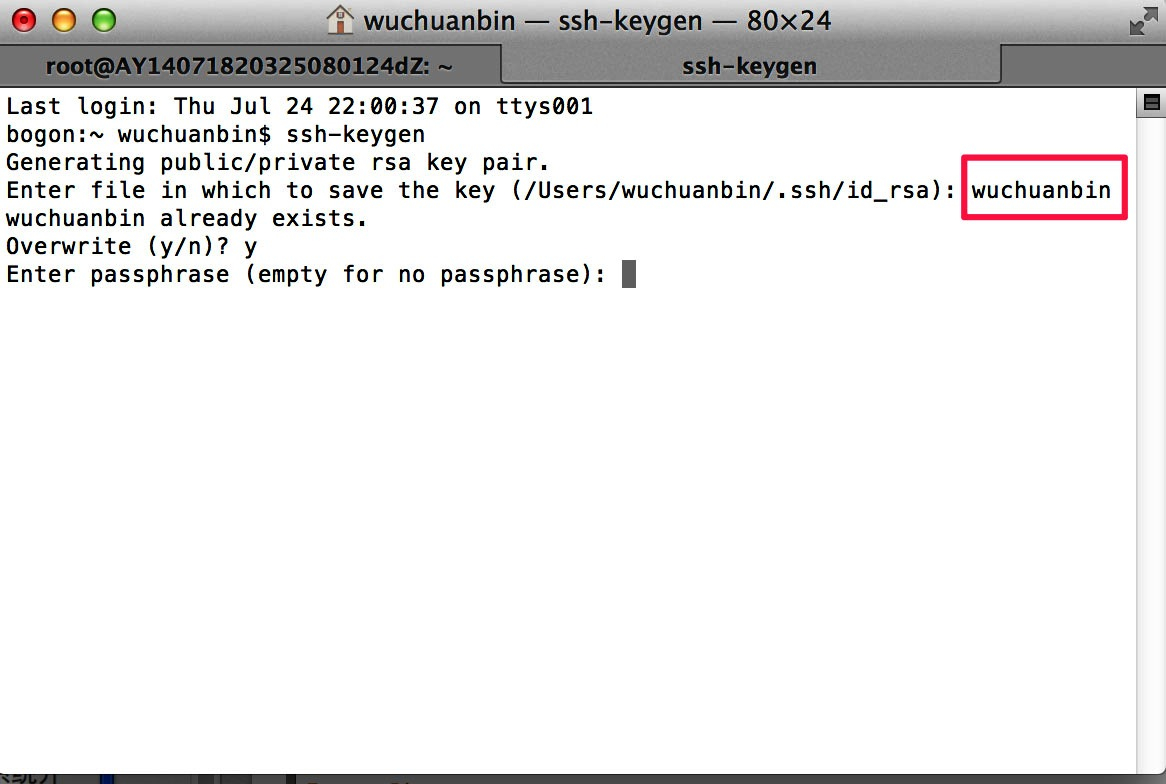 wuchuanbin — ssh-keygen — 80×24
root@AY14071820325080124dZ: ~
ssh-keygen
Last login: Thu Jul 24 22:00:37 on ttys001
bogon:~ wuchuanbin$ ssh-keygen
Generating public/private rsa key pair.
Enter file in which to save the key (/Users/wuchuanbin/.ssh/id_rsa): wuchuanbin
wuchuanbin already exists.
Overwrite (y/n)? y
Enter passphrase (empty for no passphrase):